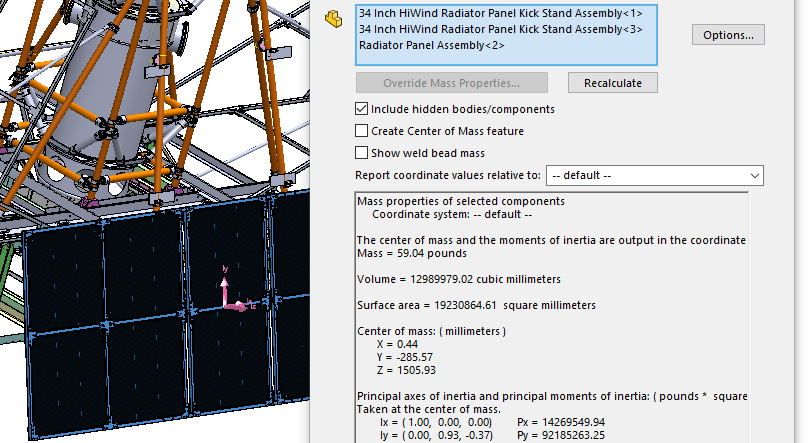 34 Inch HiWind Radiator Panel Kick Stand Assembly<1>
34 Inch HiWind Radiator Panel Kick Stand Assembly<3>
Radiator Panel Assembly<2>
Options...
Override Mass Properties...
Recalculate
Include hidden bodies/components
Create Center of Mass feature
Show weld bead mass
Report coordinate values relative to:
-- default --
Mass properties of selected components
Coordinate system: -- default --
The center of mass and the moments of inertia are output in the coordinate
Mass = 59.04 pounds
Volume = 12989979.02 cubic millimeters
Surface area = 19230864.61 square millimeters
Center of mass: ( millimeters )
X = 0.44
Y = -285.57
Z = 1505.93
Principal axes of inertia and principal moments of inertia: ( pounds * square
Taken at the center of mass.
Ix = ( 1.00, 0.00, 0.00) Px = 14269549.94
Iy = ( 0.00, 0.93, -0.37) Py = 92185263.25
Iy
Iz